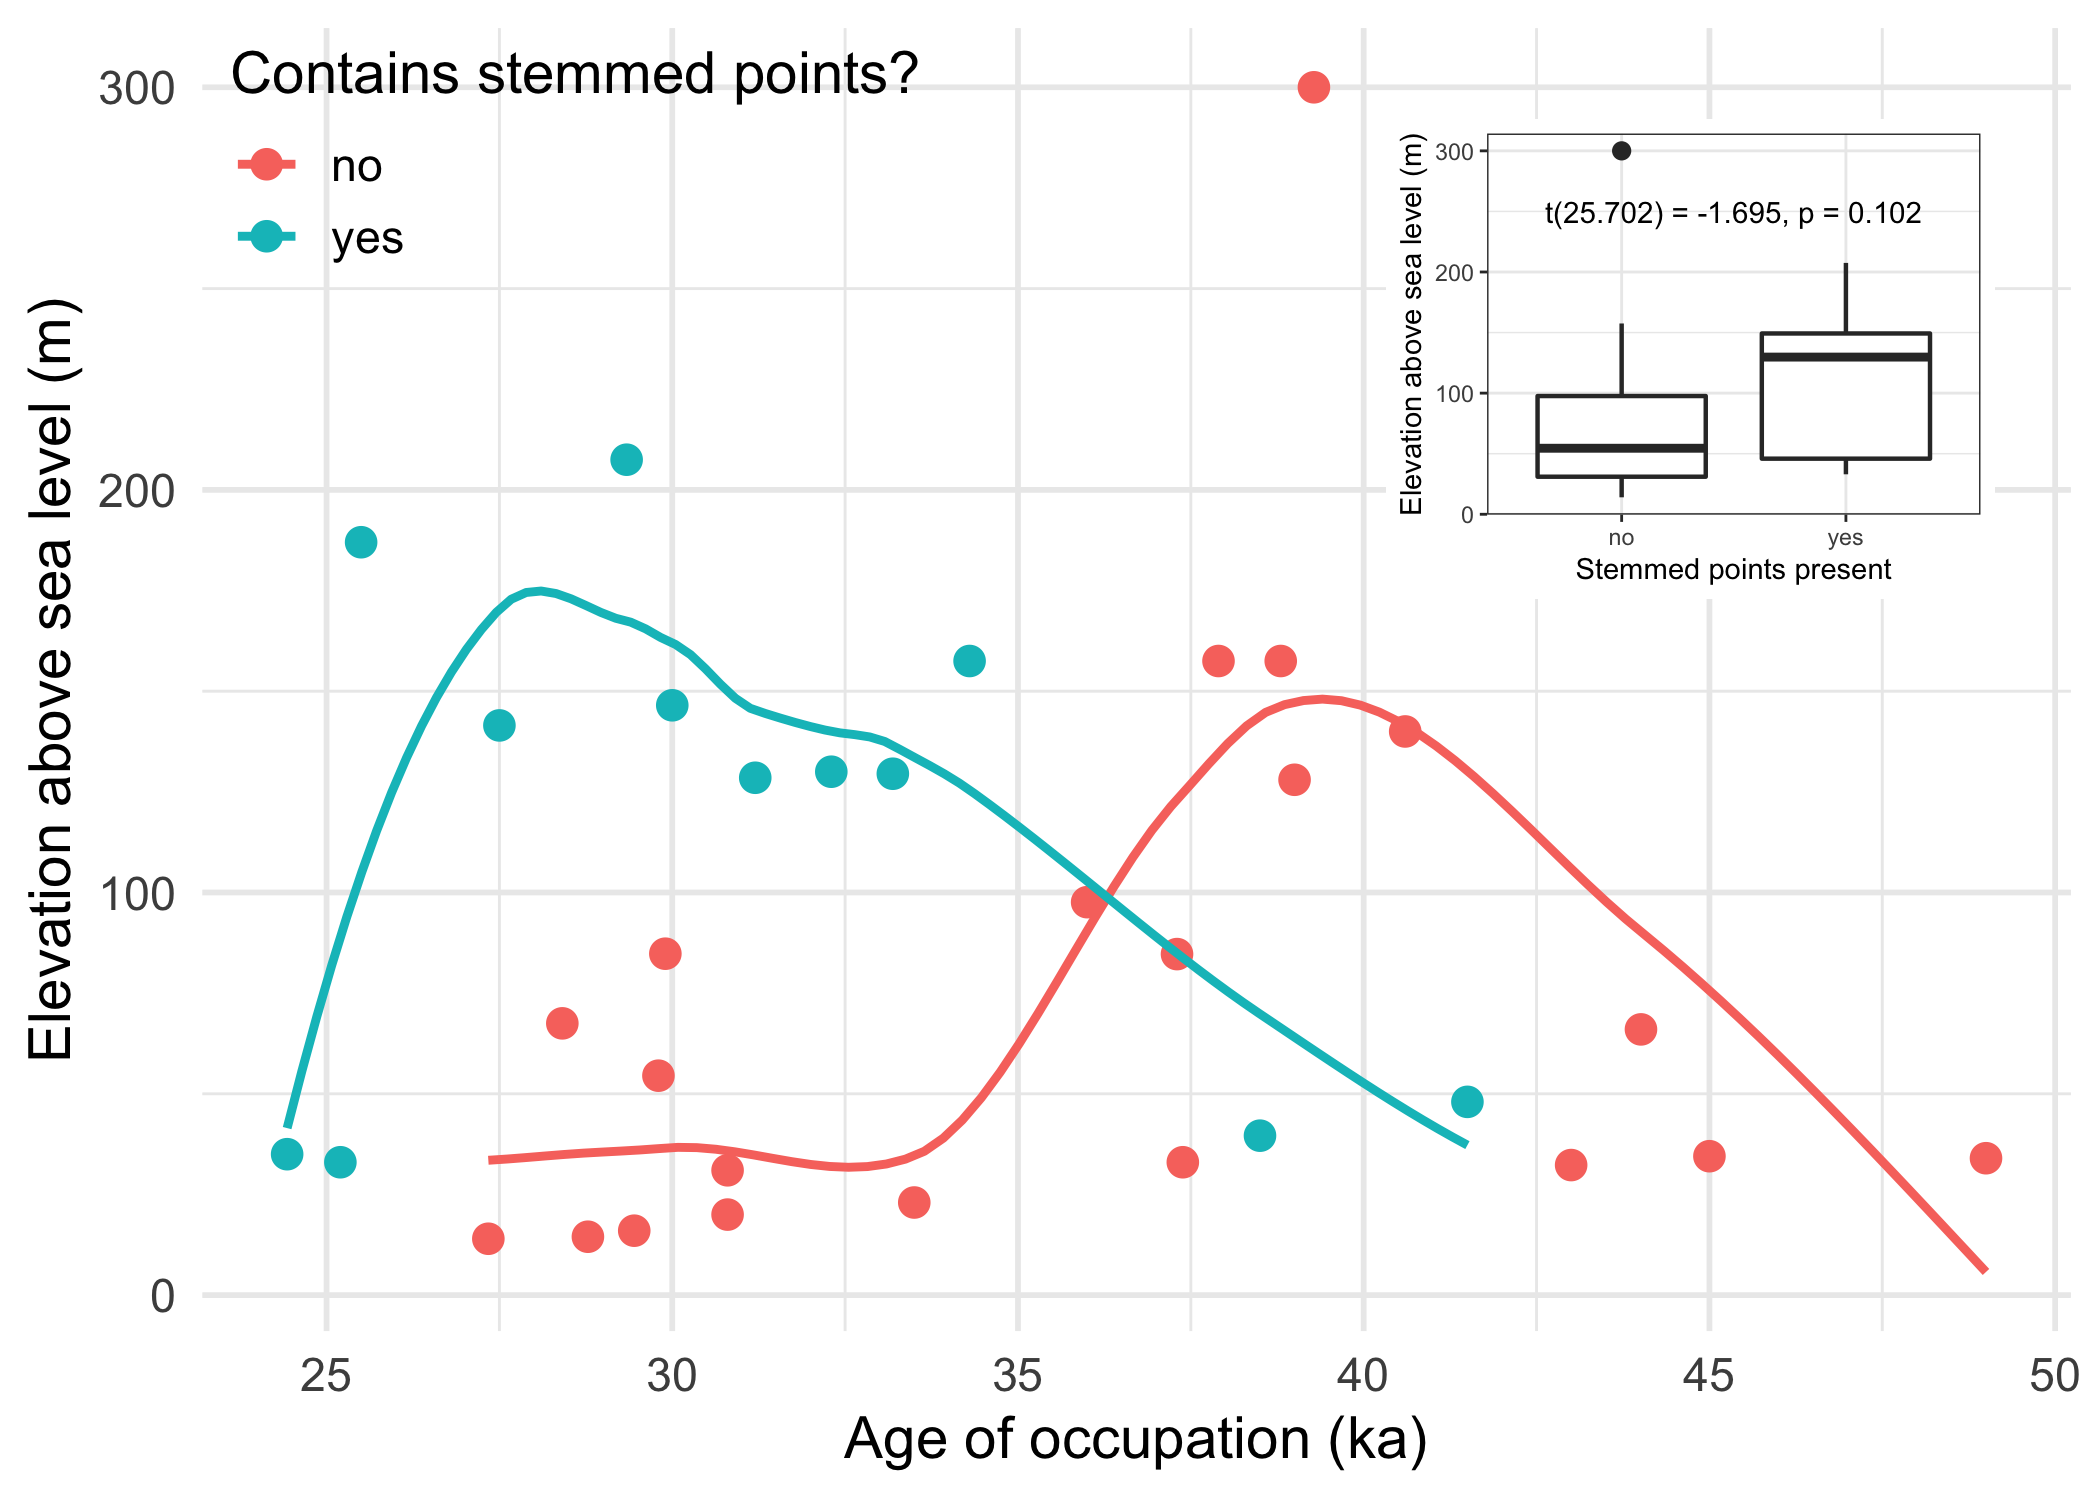 Contains stemmed points?
no
yes
Elevation above sea level (m)
300
200
100
0
25 30 35 40 45 50
Age of occupation (ka)
Elevation above sea level (m)
300
200
100
0
t(25.702) = -1.695, p = 0.102
no yes
Stemmed points present